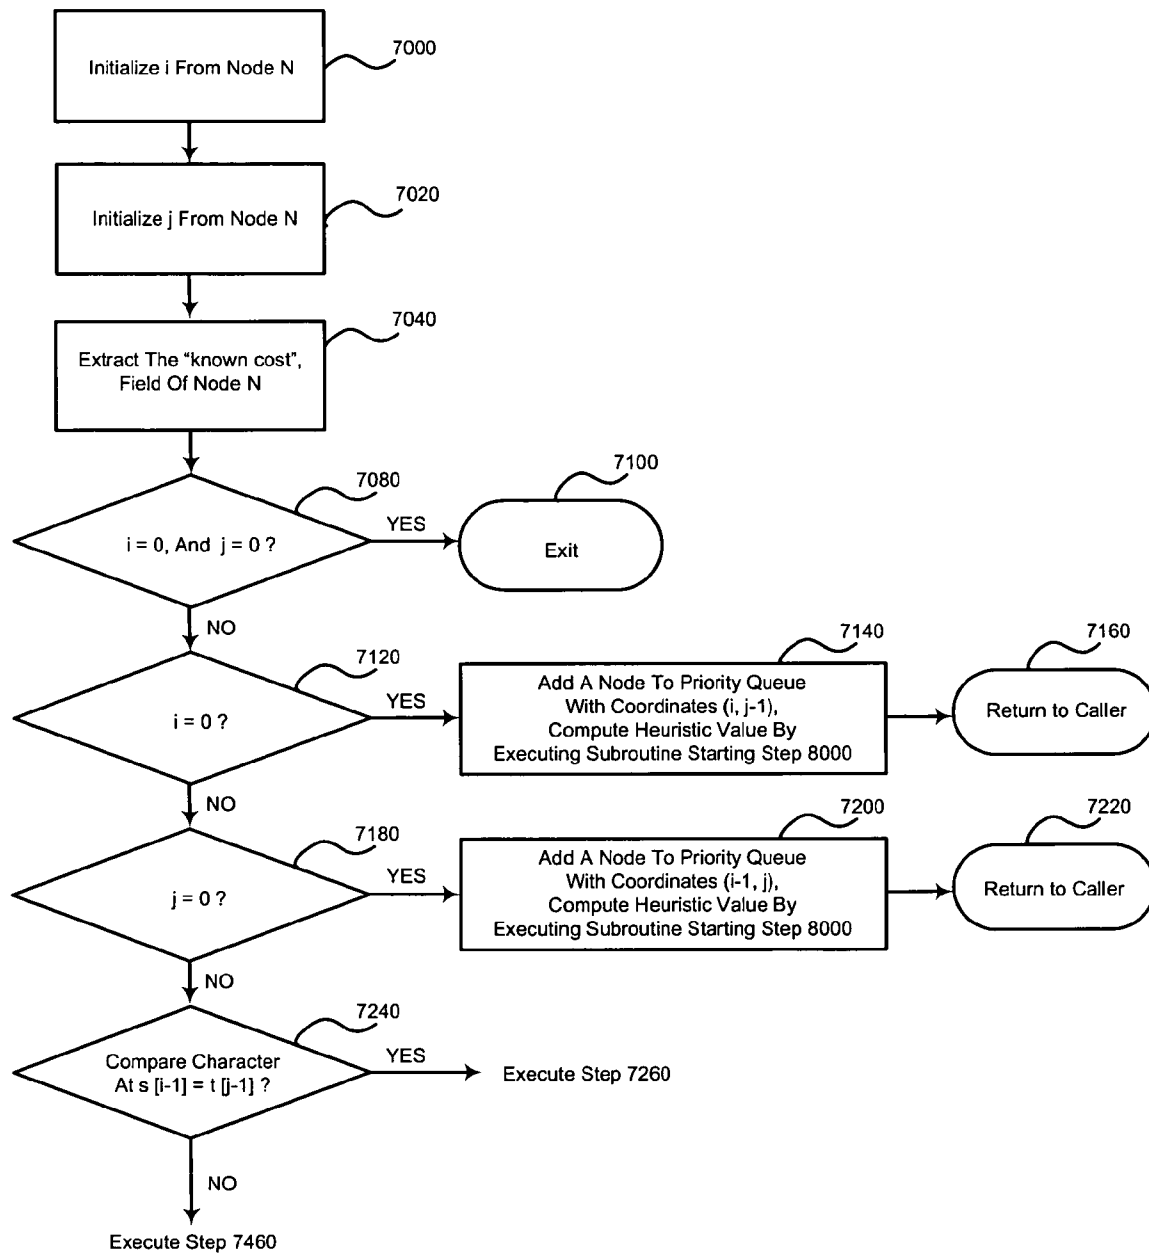 Initialize i From Node N
7000
Initialize j From Node N
7020
Extract The “known cost”,
Field Of Node N
7040
i = 0, And j = 0 ?
7080
YES
Exit
7100
NO
i = 0 ?
7120
YES
Add A Node To Priority Queue
With Coordinates (i, j-1),
Compute Heuristic Value By
Executing Subroutine Starting Step 8000
7140
Return to Caller
7160
NO
j = 0 ?
7180
YES
Add A Node To Priority Queue
With Coordinates (i-1, j),
Compute Heuristic Value By
Executing Subroutine Starting Step 8000
7200
Return to Caller
7220
NO
Compare Character
At s [i-1] = t [j-1] ?
7240
YES
Execute Step 7260
NO
Execute Step 7460